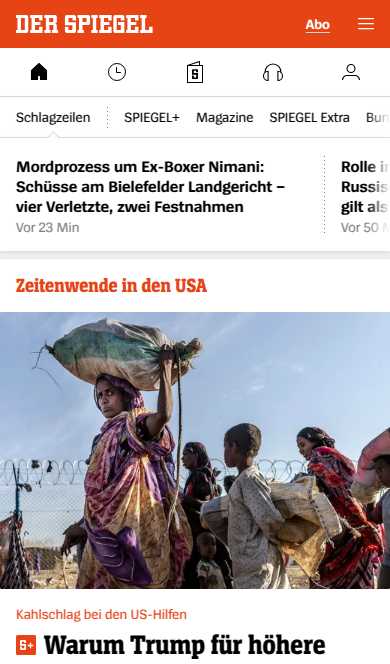 DER SPIEGEL
Abo
Schlagzeilen
SPIEGEL+
Magazine
SPIEGEL Extra
Mordprozess um Ex-Boxer Nimani:
Schüsse am Bielefelder Landgericht –
vier Verletzte, zwei Festnahmen
Vor 23 Min
Rolle
Russis
gilt als
Vor 50
Zeitenwende in den USA
Kahlschlag bei den US-Hilfen
S+ Warum Trump für höhere